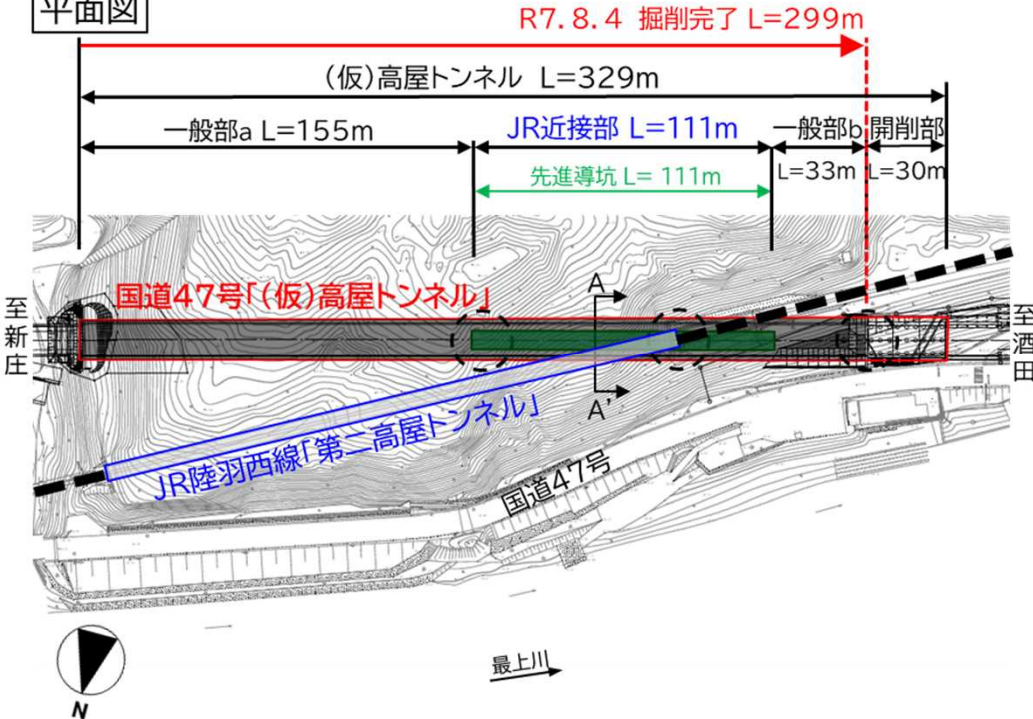 平面図
R7.8.4 掘削完了 L=299m
(仮)高屋トンネル L=329m
一般部a L=155m
JR近接部 L=111m
一般部b
開削部
先進導坑 L= 111m
L=33m
L=30m
国道47号「(仮)高屋トンネル」
A
至新庄
至酒田
A'
JR陸羽西線「第二高屋トンネル」
国道47号
最上川
N